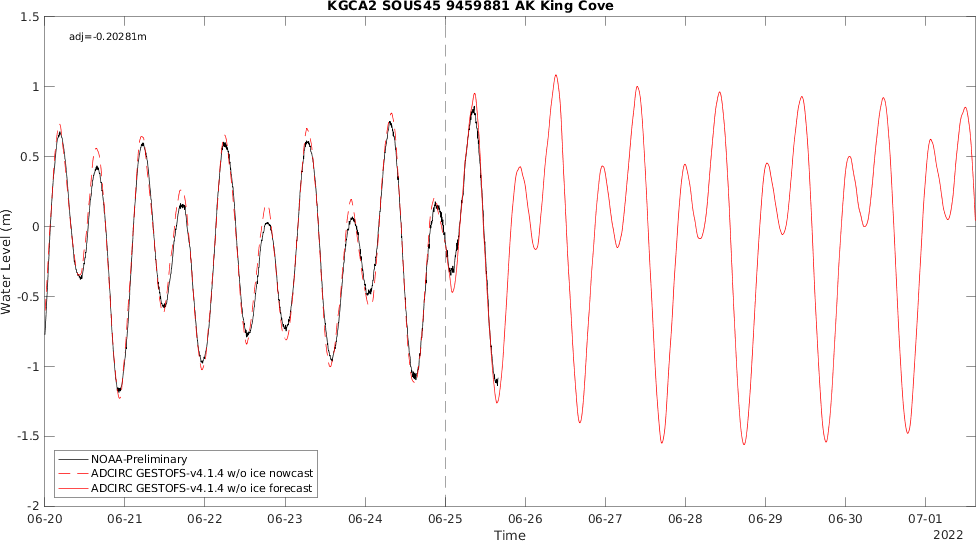 KGCA2 SOUS45 9459881 AK King Cove
adj=-0.20281m
1.5
1
0.5
0
-0.5
-1
-1.5
-2
Water Level (m)
NOAA-Preliminary
ADCIRC GESTOFS-v4.1.4 w/o ice nowcast
ADCIRC GESTOFS-v4.1.4 w/o ice forecast
06-20 06-21 06-22 06-23 06-24 06-25 06-26 06-27 06-28 06-29 06-30 07-01
2022
Time